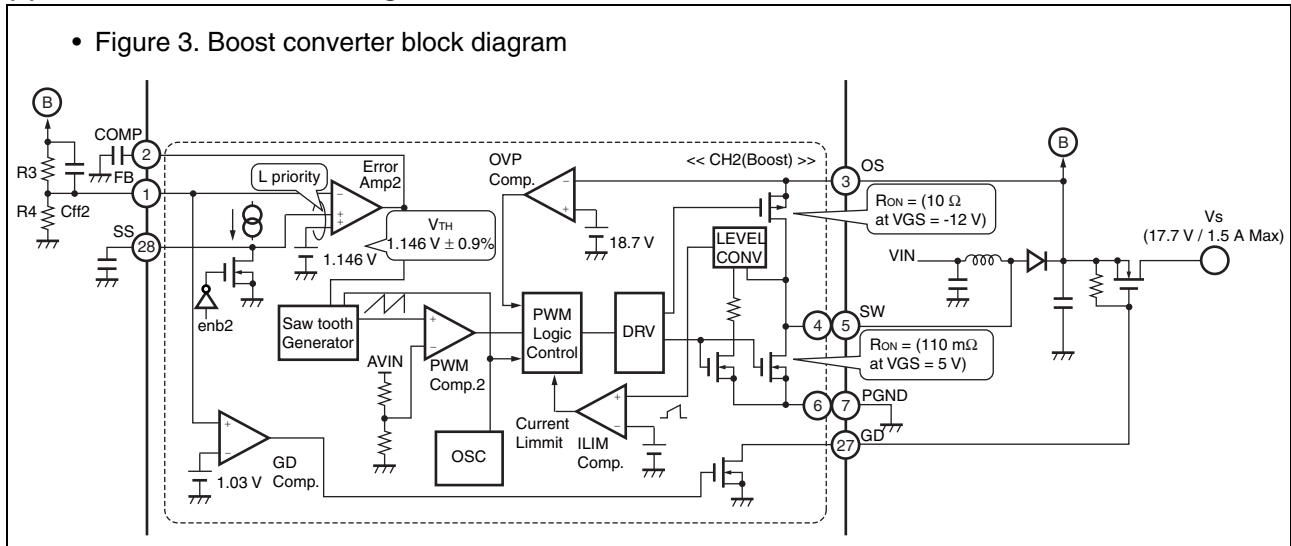 • Figure 3. Boost converter block diagram
B
COMP
2
R3
FB
1
R4
Cff2
SS
28
enb2
L priority
Error
Amp2
VTH
1.146 V ± 0.9%
1.146 V
Saw tooth
Generator
AVIN
PWM
Comp.2
OSC
GD
Comp.
1.03 V
OVP
Comp.
18.7 V
<< CH2(Boost) >>
PWM
Logic
Control
DRV
LEVEL
CONV
Current
Limmit
ILIM
Comp.
OS
3
RON = (10 Ω
at VGS = -12 V)
SW
4
5
RON = (110 mΩ
at VGS = 5 V)
PGND
6
7
GD
27
VIN
B
Vs
(17.7 V / 1.5 A Max)